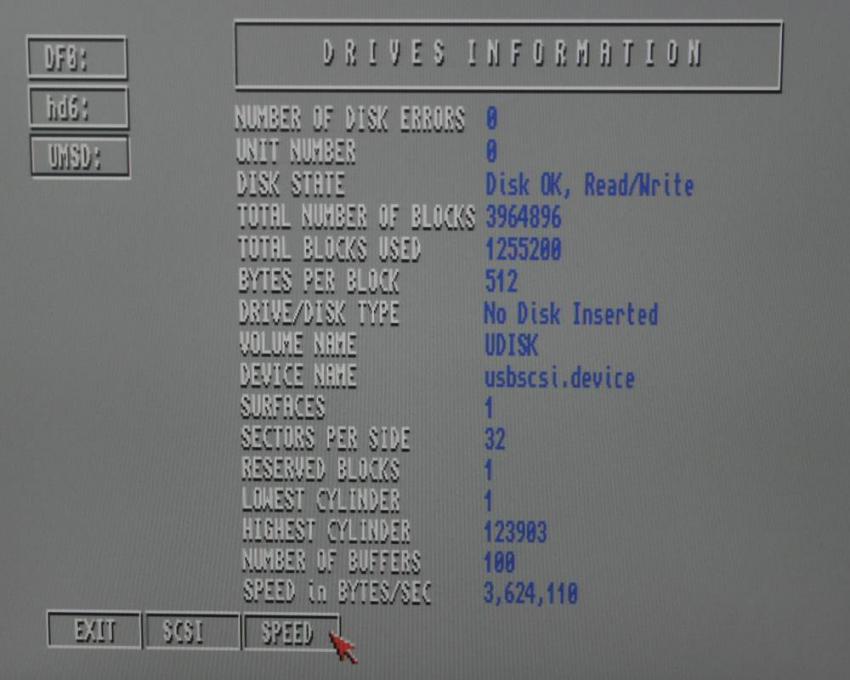 DRIVES INFORMATION
DF0:
hd6:
UMSD:
NUMBER OF DISK ERRORS 0
UNIT NUMBER 0
DISK STATE Disk OK, Read/Write
TOTAL NUMBER OF BLOCKS 3964896
TOTAL BLOCKS USED 1255200
BYTES PER BLOCK 512
DRIVE/DISK TYPE No Disk Inserted
VOLUME NAME UDISK
DEVICE NAME usbscsi.device
SURFACES 1
SECTORS PER SIDE 32
RESERVED BLOCKS 1
LOWEST CYLINDER 1
HIGHEST CYLINDER 123903
NUMBER OF BUFFERS 100
SPEED in BYTES/SEC 3,624,110
EXIT SCSI SPEED